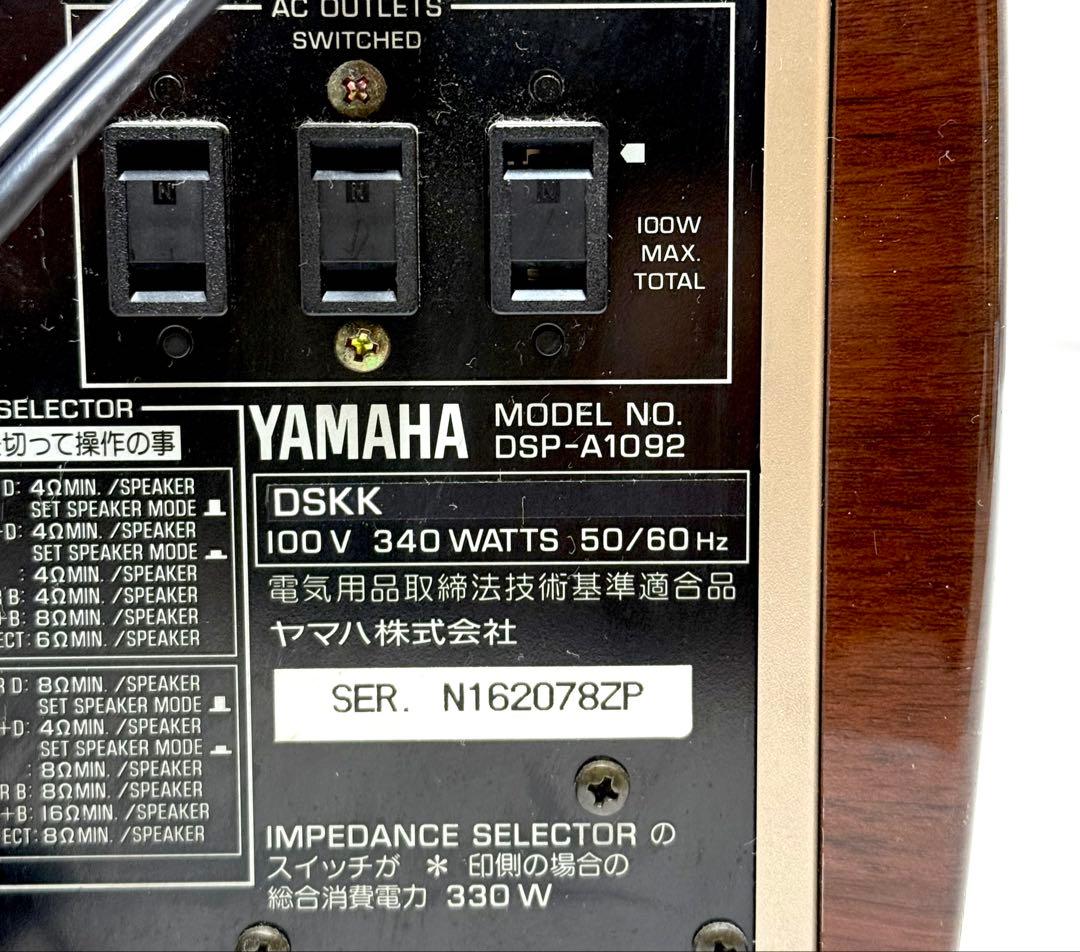 AC OUTLETS
SWITCHED
N N N
100W
MAX.
TOTAL
SELECTOR
切って操作の事
D: 4ΩMIN. /SPEAKER
SET SPEAKER MODE
+D: 4ΩMIN. /SPEAKER
SET SPEAKER MODE
: 4ΩMIN. /SPEAKER
R B: 4ΩMIN. /SPEAKER
+B: 8ΩMIN. /SPEAKER
ECT: 6ΩMIN. /SPEAKER
R D: 8ΩMIN. /SPEAKER
SET SPEAKER MODE
+D: 4ΩMIN. /SPEAKER
SET SPEAKER MODE
: 8ΩMIN. /SPEAKER
R B: 8ΩMIN. /SPEAKER
+B: 16ΩMIN. /SPEAKER
ECT: 8ΩMIN. /SPEAKER
YAMAHA
MODEL NO.
DSP-A1092
DSKK
100V 340 WATTS 50/60Hz
電気用品取締法技術基準適合品
ヤマハ株式会社
SER. N162078ZP
IMPEDANCE SELECTOR の
スイッチが ＊ 印側の場合の
総合消費電力 330W